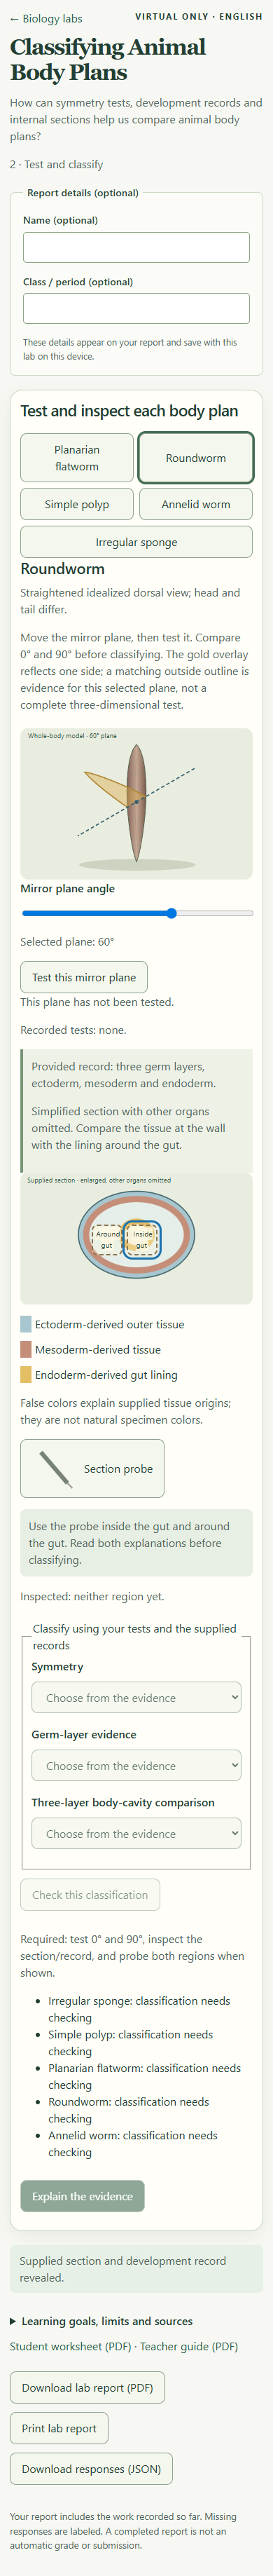 ← Biology labs
VIRTUAL ONLY · ENGLISH
Classifying Animal
Body Plans
How can symmetry tests, development records and
internal sections help us compare animal body
plans?
2 · Test and classify
Report details (optional)
Name (optional)
Class / period (optional)
These details appear on your report and save with this
lab on this device.
Test and inspect each body plan
Planarian
flatworm
Roundworm
Simple polyp
Annelid worm
Irregular sponge
Roundworm
Straightened idealized dorsal view; head and
tail differ.
Move the mirror plane, then test it. Compare
0° and 90° before classifying. The gold overlay
reflects one side; a matching outside outline is
evidence for this selected plane, not a
complete three-dimensional test.
Whole-body model · 60° plane
Mirror plane angle
Selected plane: 60°
Test this mirror plane
This plane has not been tested.
Recorded tests: none.
Provided record: three germ layers,
ectoderm, mesoderm and endoderm.
Simplified section with other organs
omitted. Compare the tissue at the wall
with the lining around the gut.
Supplied section · enlarged, other organs omitted
Around
gut
Inside
gut
Ectoderm-derived outer tissue
Mesoderm-derived tissue
Endoderm-derived gut lining
False colors explain supplied tissue origins;
they are not natural specimen colors.
Section probe
Use the probe inside the gut and around
the gut. Read both explanations before
classifying.
Inspected: neither region yet.
Classify using your tests and the supplied
records
Symmetry
Choose from the evidence
Germ-layer evidence
Choose from the evidence
Three-layer body-cavity comparison
Choose from the evidence
Check this classification
Required: test 0° and 90°, inspect the
section/record, and probe both regions when
shown.
• Irregular sponge: classification needs
checking
• Simple polyp: classification needs
checking
• Planarian flatworm: classification needs
checking
• Roundworm: classification needs
checking
• Annelid worm: classification needs
checking
Explain the evidence
Supplied section and development record
revealed.
▶ Learning goals, limits and sources
Student worksheet (PDF) · Teacher guide (PDF)
Download lab report (PDF)
Print lab report
Download responses (JSON)
Your report includes the work recorded so far. Missing
responses are labeled. A completed report is not an
automatic grade or submission.